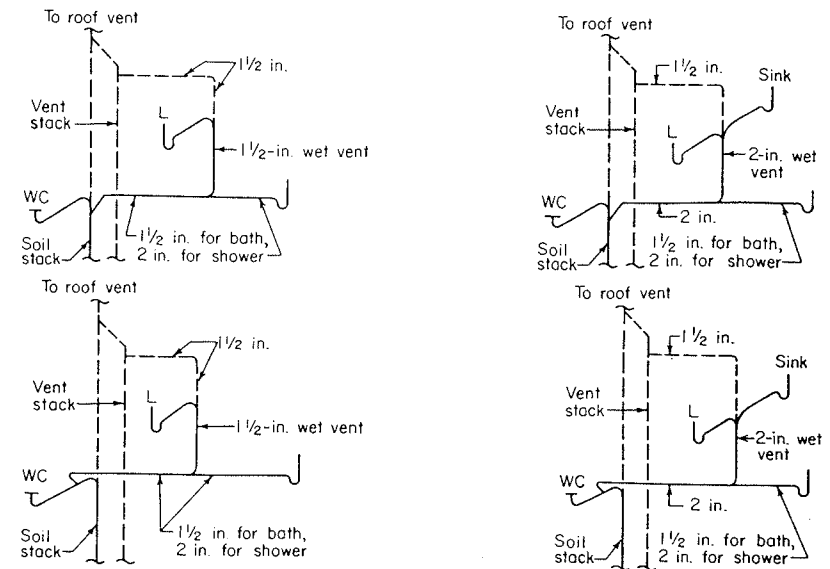 To roof vent
1½ in.
Vent
stack
L
1½-in. wet vent
WC
Soil
stack
1½ in. for bath,
2 in. for shower
To roof vent
1½ in.
Sink
Vent
stack
L
2-in. wet
vent
WC
2 in.
Soil
stack
1½ in. for bath,
2 in. for shower
To roof vent
1½ in.
Vent
stack
L
1½-in. wet vent
WC
Soil
stack
1½ in for bath,
2 in. for shower
To roof vent
1½ in.
Sink
Vent
stack
L
2-in. wet
vent
WC
2 in.
Soil
stack
1½ in. for bath,
2 in. for shower